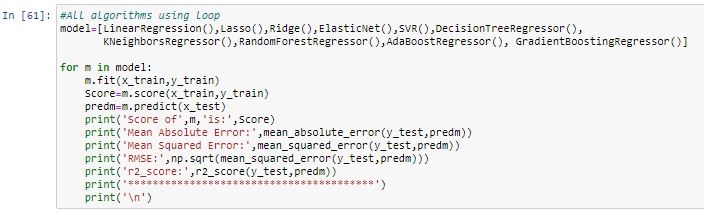 In [61]: #All algorithms using loop
model=[LinearRegression(),Lasso(),Ridge(),ElasticNet(),SVR(),DecisionTreeRegressor(),
KNeighborsRegressor(),RandomForestRegressor(),AdaBoostRegressor(), GradientBoostingRegressor()]
for m in model:
m.fit(x_train,y_train)
Score=m.score(x_train,y_train)
predm=m.predict(x_test)
print('Score of',m,'is:',Score)
print('Mean Absolute Error:',mean_absolute_error(y_test,predm))
print('Mean Squared Error:',mean_squared_error(y_test,predm))
print('RMSE:',np.sqrt(mean_squared_error(y_test,predm)))
print('r2_score:',r2_score(y_test,predm))
print('****************************************')
print('\n')